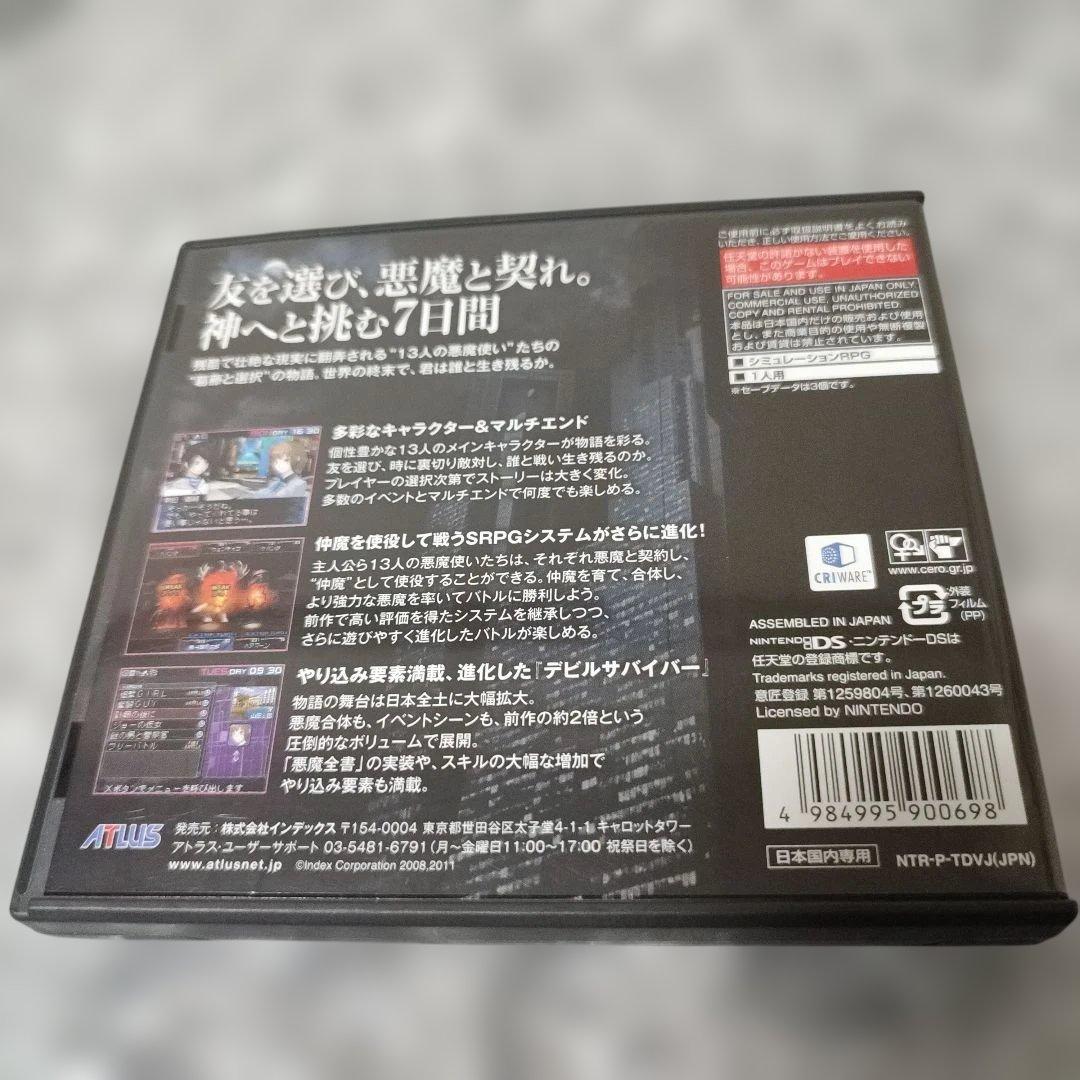 友を選び、悪魔と契れ。
神へと挑む7日間
残酷で壮絶な現実に翻弄される"13人の悪魔使い"たちの
"葛藤と選択"の物語。世界の終末で、君は誰と生き残るか。
多彩なキャラクター&マルチエンド
個性豊かな13人のメインキャラクターが物語を彩る。
友を選び、時に裏切り敵対し、誰と戦い生き残るのか。
プレイヤーの選択次第でストーリーは大きく変化。
多数のイベントとマルチエンドで何度でも楽しめる。
DAY 16:30
仲魔を使役して戦うSRPGシステムがさらに進化!
主人公ら13人の悪魔使いたちは、それぞれ悪魔と契約し、
"仲魔"として使役することができる。仲魔を育て、合体し、
より強力な悪魔を率いてバトルに勝利しよう。
前作で高い評価を得たシステムを継承しつつ、
さらに遊びやすく進化したバトルが楽しめる。
やり込み要素満載、進化した『デビルサバイバー』
物語の舞台は日本全土に大幅拡大。
悪魔合体も、イベントシーンも、前作の約2倍という
圧倒的なボリュームで展開。
「悪魔全書」の実装や、スキルの大幅な増加で
やり込み要素も満載。
TUESDAY 09:30
フリーバトル
Xボタンでメニューを呼び出します
ATLUS
発売元:株式会社インデックス 〒154-0004 東京都世田谷区太子堂4-1-1 キャロットタワー
アトラス・ユーザーサポート 03-5481-6791(月〜金曜日11:00〜17:00 祝祭日を除く)
www.atlusnet.jp ©Index Corporation 2008,2011
ご使用前に必ず取扱説明書をよくお読み
いただき、正しい使用方法でご使用ください。
任天堂の許諾がない装置を使用した
場合、このゲームはプレイできない
可能性があります。
FOR SALE AND USE IN JAPAN ONLY.
COMMERCIAL USE, UNAUTHORIZED
COPY AND RENTAL PROHIBITED.
本品は日本国内だけの販売および使用
とし、また商業目的の使用や無断複製
および賃貸は禁止されています。
■ シミュレーションRPG
■ 1人用
※セーブデータは3個です。
CRIWARE™
www.cero.gr.jp
プラ
外装
フィルム
(PP)
ASSEMBLED IN JAPAN
NINTENDO DS・ニンテンドーDSは
任天堂の登録商標です。
Trademarks registered in Japan.
意匠登録 第1259804号、第1260043号
Licensed by NINTENDO
4 984995 900698
日本国内専用
NTR-P-TDVJ(JPN)